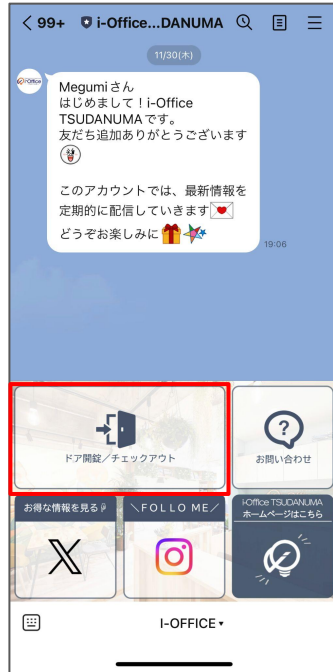 99+ i-Office...DANUMA
11/30(木)
i-Office
Megumiさん
はじめまして！i-Office
TSUDANUMAです。
友だち追加ありがとうございます
このアカウントでは、最新情報を
定期的に配信していきます
どうぞお楽しみに
19:06
ドア開錠／チェックアウト
お問い合わせ
お得な情報を見る
＼FOLLO ME／
i-Office TSUDANUMA
ホームページはこちら
I-OFFICE▾